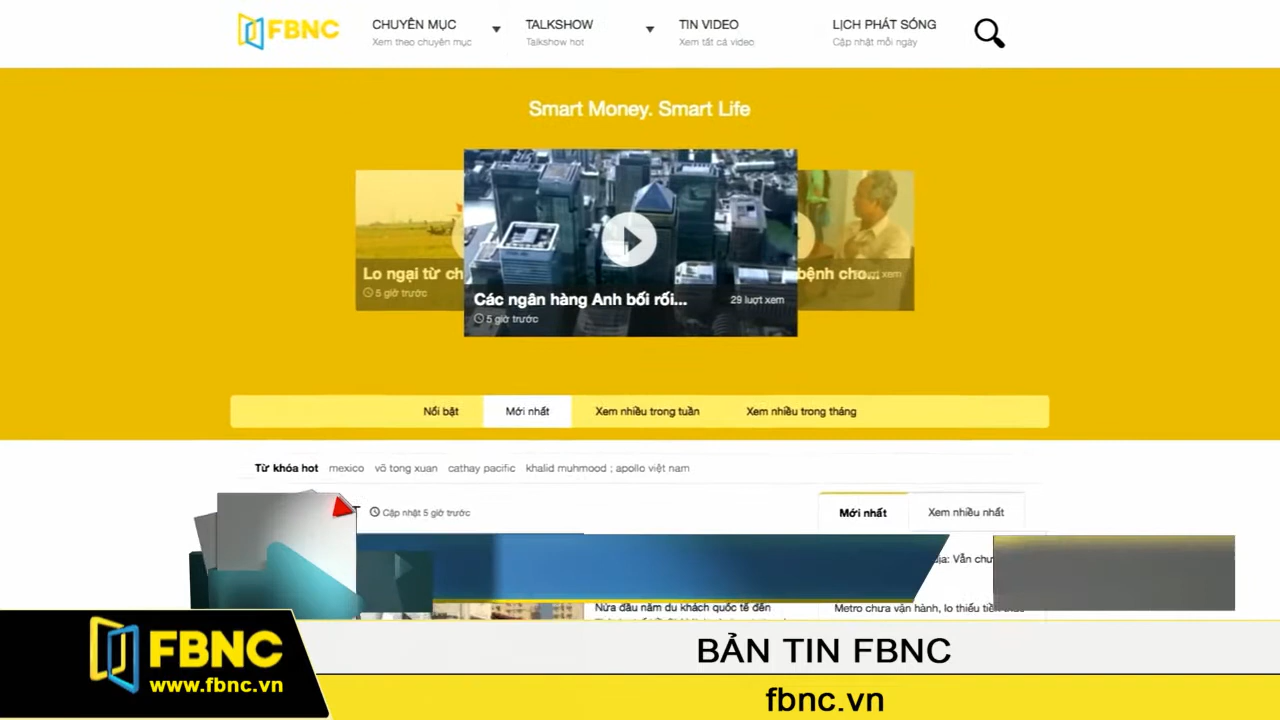 FBNC
CHUYÊN MỤC
Xem theo chuyên mục
TALKSHOW
Talkshow hot
TIN VIDEO
Xem tất cả video
LỊCH PHÁT SÓNG
Cập nhật mỗi ngày
Smart Money. Smart Life
Lo ngại từ ch
5 giờ trước
Các ngân hàng Anh bối rối...
29 lượt xem
5 giờ trước
bệnh cho...
xem
Nổi bật
Mới nhất
Xem nhiều trong tuần
Xem nhiều trong tháng
Từ khóa hot mexico võ tong xuan cathay pacific khalid muhmood ; apollo việt nam
Cập nhật 5 giờ trước
Mới nhất
Xem nhiều nhất
Vẫn chư
Nửa đầu năm du khách quốc tế đến
Metro chưa vận hành, lo thiếu
FBNC
www.fbnc.vn
BẢN TIN FBNC
fbnc.vn